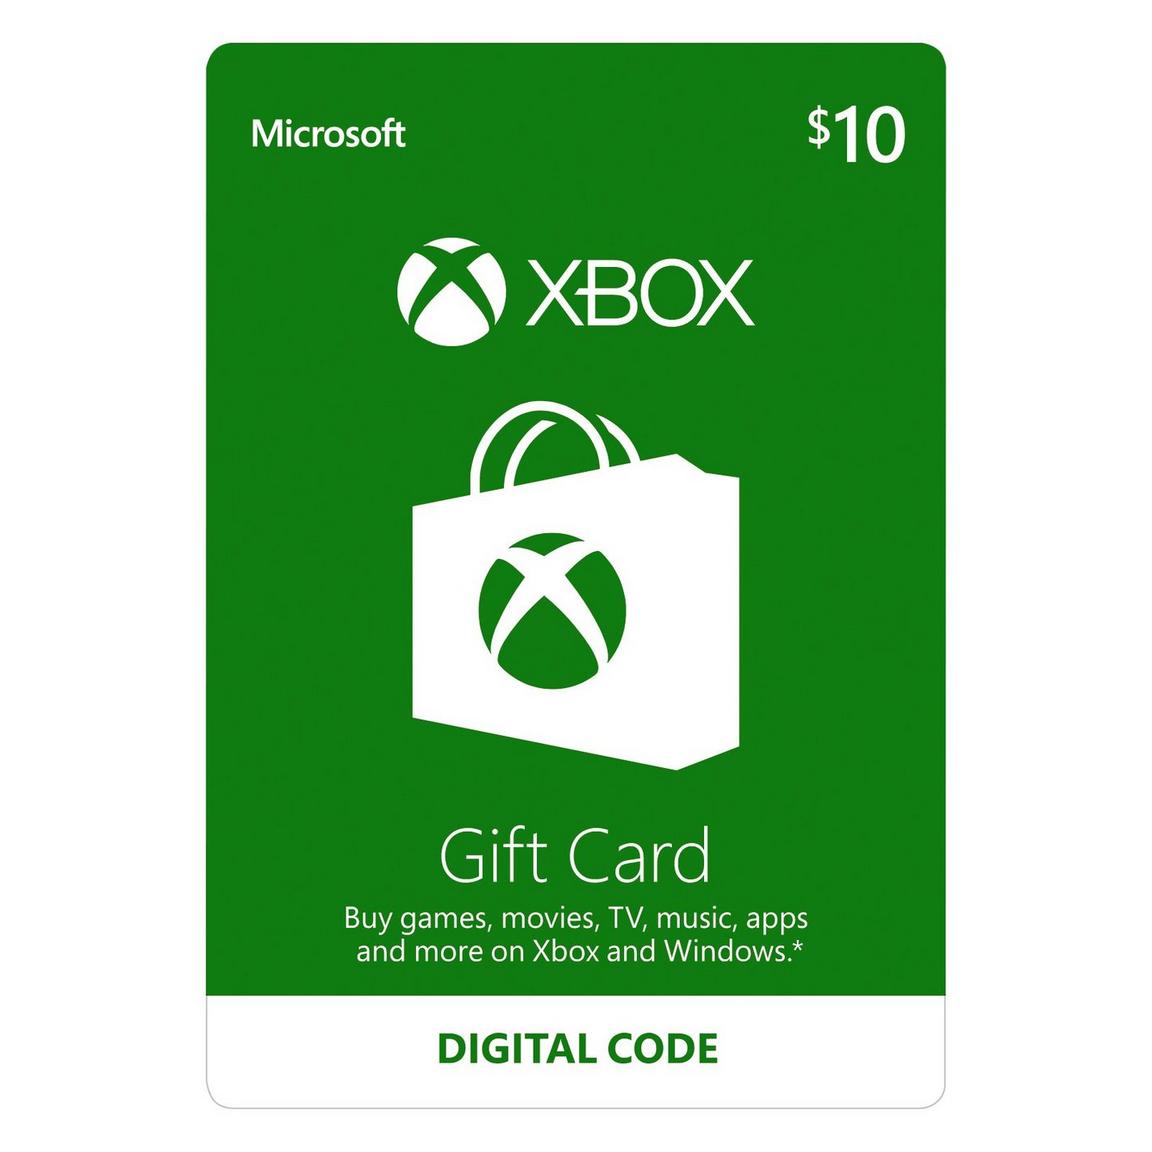 Microsoft
$10
XBOX
Gift Card
Buy games, movies, TV, music, apps
and more on Xbox and Windows.*
DIGITAL CODE